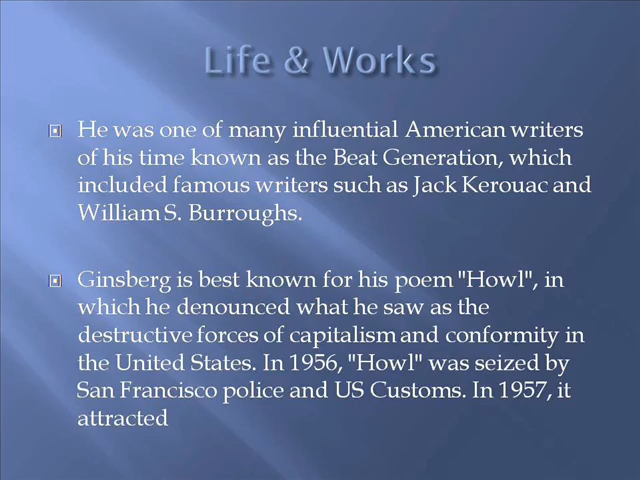 Life & Works
He was one of many influential American writers
of his time known as the Beat Generation, which
included famous writers such as Jack Kerouac and
William S. Burroughs.
Ginsberg is best known for his poem "Howl", in
which he denounced what he saw as the
destructive forces of capitalism and conformity in
the United States. In 1956, "Howl" was seized by
San Francisco police and US Customs. In 1957, it
attracted